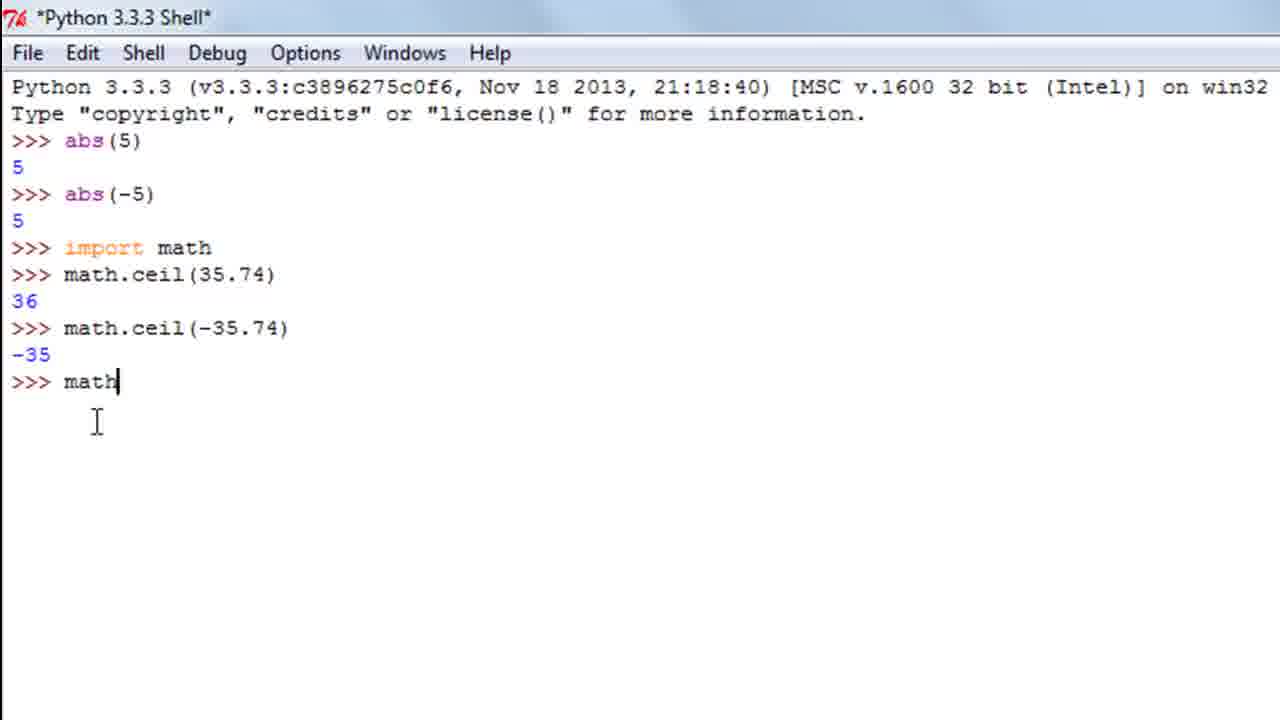 *Python 3.3.3 Shell*
File Edit Shell Debug Options Windows Help
Python 3.3.3 (v3.3.3:c3896275c0f6, Nov 18 2013, 21:18:40) [MSC v.1600 32 bit (Intel)] on win32
Type "copyright", "credits" or "license()" for more information.
>>> abs(5)
5
>>> abs(-5)
5
>>> import math
>>> math.ceil(35.74)
36
>>> math.ceil(-35.74)
-35
>>> math